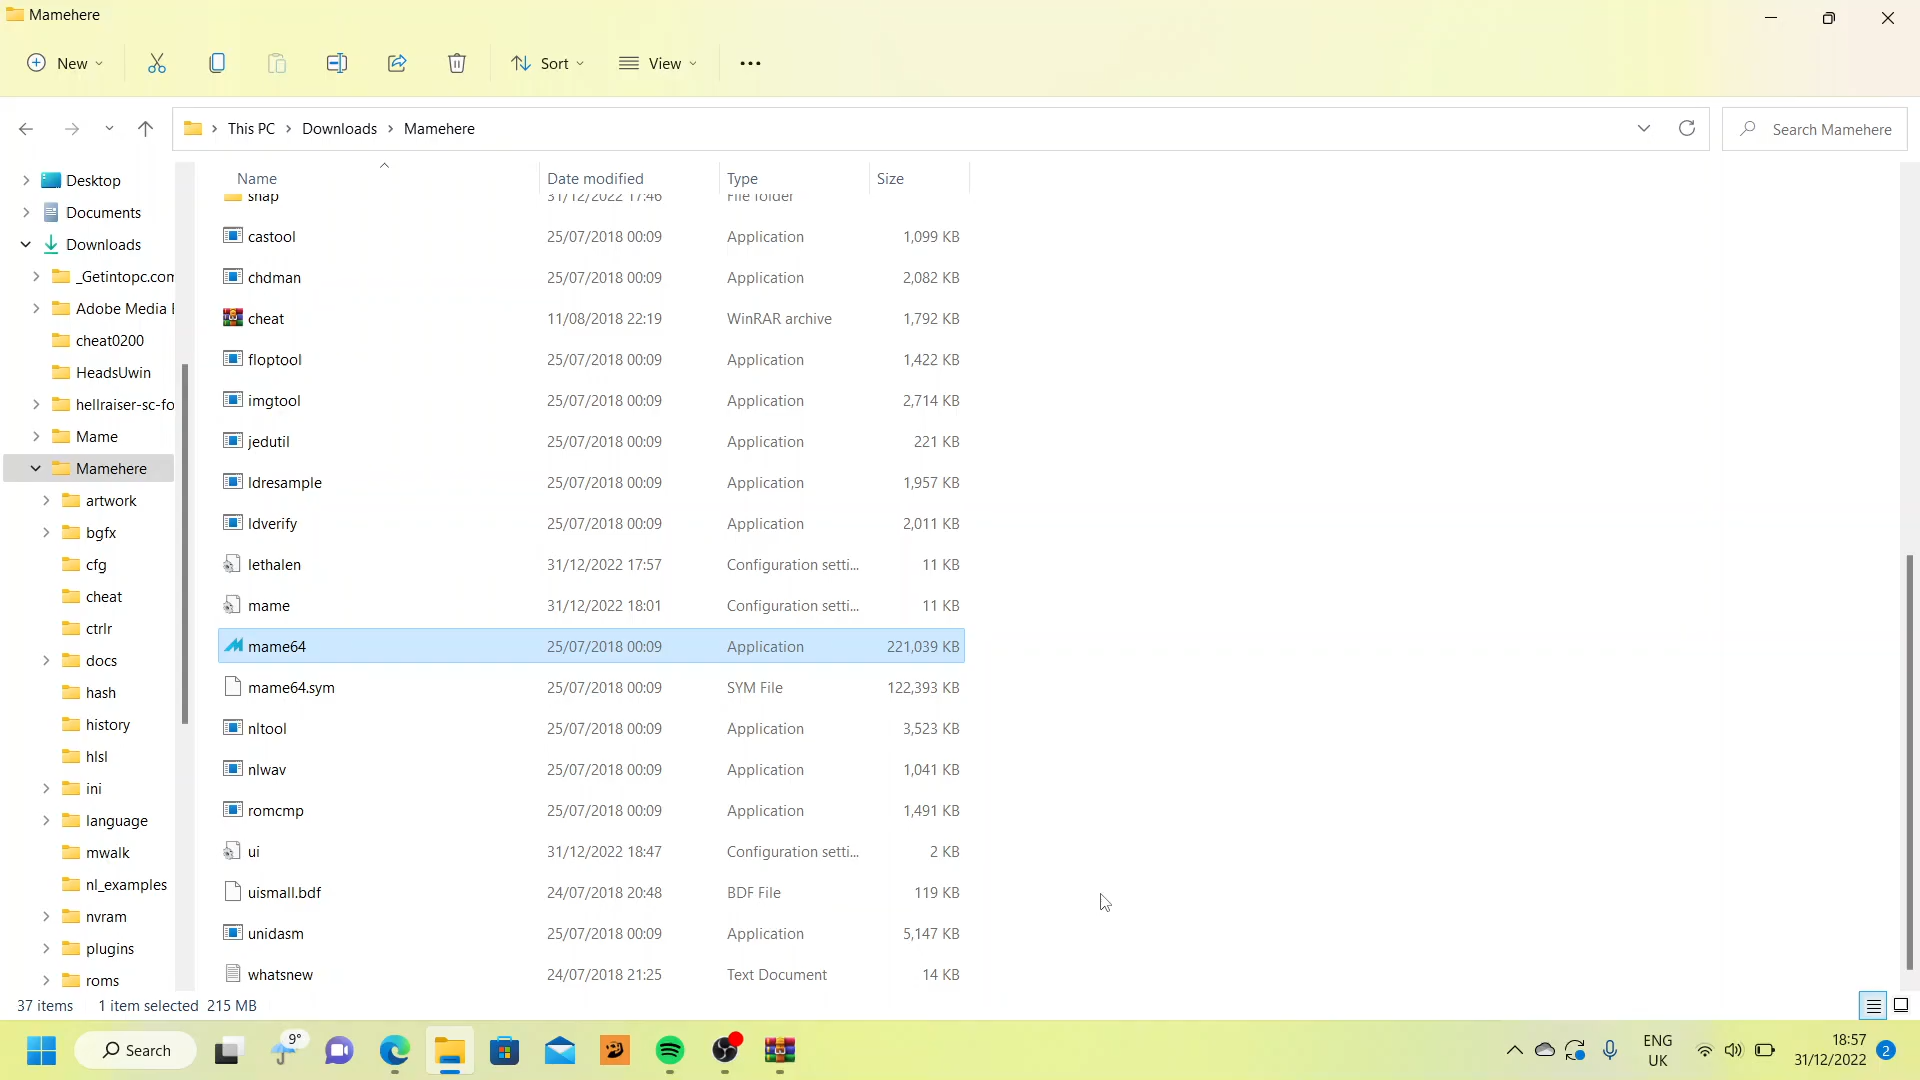 Mamehere
New
Sort
View
This PC > Downloads > Mamehere
Search Mamehere
Name Date modified Type Size
snap 31/12/2022 17:46 File folder
castool 25/07/2018 00:09 Application 1,099 KB
chdman 25/07/2018 00:09 Application 2,082 KB
cheat 11/08/2018 22:19 WinRAR archive 1,792 KB
floptool 25/07/2018 00:09 Application 1,422 KB
imgtool 25/07/2018 00:09 Application 2,714 KB
jedutil 25/07/2018 00:09 Application 221 KB
ldresample 25/07/2018 00:09 Application 1,957 KB
ldverify 25/07/2018 00:09 Application 2,011 KB
lethalen 31/12/2022 17:57 Configuration setti... 11 KB
mame 31/12/2022 18:01 Configuration setti... 11 KB
mame64 25/07/2018 00:09 Application 221,039 KB
mame64.sym 25/07/2018 00:09 SYM File 122,393 KB
nltool 25/07/2018 00:09 Application 3,523 KB
nlwav 25/07/2018 00:09 Application 1,041 KB
romcmp 25/07/2018 00:09 Application 1,491 KB
ui 31/12/2022 18:47 Configuration setti... 2 KB
uismall.bdf 24/07/2018 20:48 BDF File 119 KB
unidasm 25/07/2018 00:09 Application 5,147 KB
whatsnew 24/07/2018 21:25 Text Document 14 KB
Desktop
Documents
Downloads
_Getintopc.com
Adobe Media
cheat0200
HeadsUwin
hellraiser-sc-fo
Mame
Mamehere
artwork
bgfx
cfg
cheat
ctrlr
docs
hash
history
hlsl
ini
language
mwalk
nl_examples
nvram
plugins
roms
37 items 1 item selected 215 MB
Search
9°
ENG
UK
18:57
31/12/2022
2